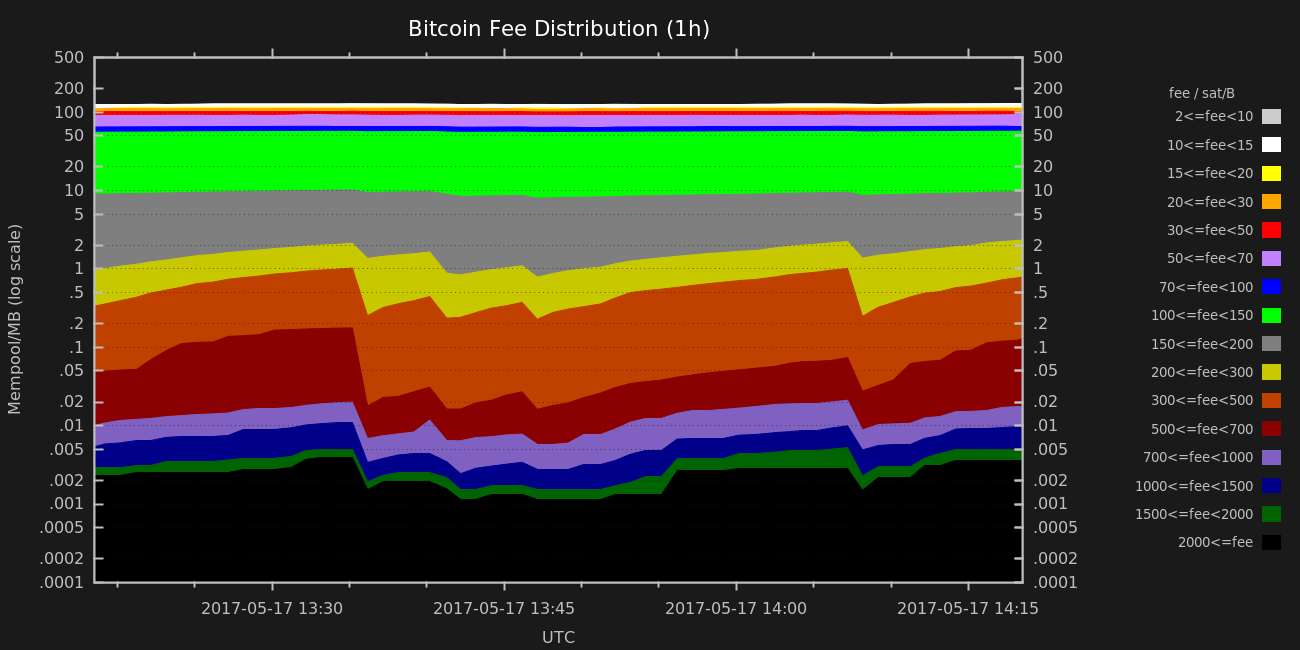 Bitcoin Fee Distribution (1h)
500
200
100
50
20
10
5
2
1
.5
.2
.1
.05
.02
.01
.005
.002
.001
.0005
.0002
.0001
Mempool/MB (log scale)
500
200
100
50
20
10
5
2
1
.5
.2
.1
.05
.02
.01
.005
.002
.001
.0005
.0002
.0001
2017-05-17 13:30
2017-05-17 13:45
2017-05-17 14:00
2017-05-17 14:15
UTC
fee / sat/B
2<=fee<10
10<=fee<15
15<=fee<20
20<=fee<30
30<=fee<50
50<=fee<70
70<=fee<100
100<=fee<150
150<=fee<200
200<=fee<300
300<=fee<500
500<=fee<700
700<=fee<1000
1000<=fee<1500
1500<=fee<2000
2000<=fee